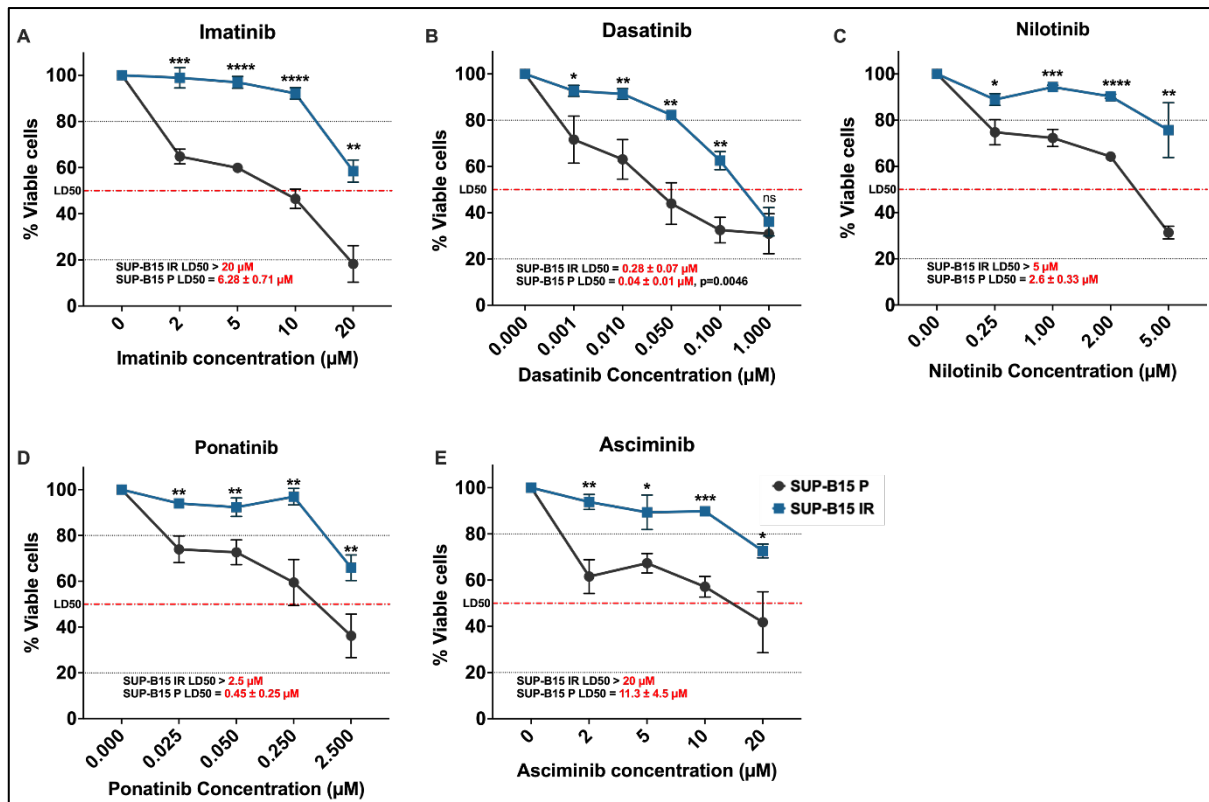 A
Imatinib
% Viable cells
100
80
60
LD50
40
20
0
*** **** **** **
SUP-B15 IR LD50 > 20 µM
SUP-B15 P LD50 = 6.28 ± 0.71 µM
0 2 5 10 20
Imatinib concentration (µM)
B
Dasatinib
% Viable cells
100
80
60
LD50
40
20
0
* ** ** ** ns
SUP-B15 IR LD50 = 0.28 ± 0.07 µM
SUP-B15 P LD50 = 0.04 ± 0.01 µM, p=0.0046
0.000 0.001 0.010 0.050 0.100 1.000
Dasatinib Concentration (µM)
C
Nilotinib
% Viable cells
100
80
60
LD50
40
20
0
* *** **** **
SUP-B15 IR LD50 > 5 µM
SUP-B15 P LD50 = 2.6 ± 0.33 µM
0.00 0.25 1.00 2.00 5.00
Nilotinib Concentration (µM)
D
Ponatinib
% Viable cells
100
80
60
LD50
40
20
0
** ** ** **
SUP-B15 IR LD50 > 2.5 µM
SUP-B15 P LD50 = 0.45 ± 0.25 µM
0.000 0.025 0.050 0.250 2.500
Ponatinib Concentration (µM)
E
Asciminib
% Viable cells
100
80
60
LD50
40
20
0
** * *** *
SUP-B15 IR LD50 > 20 µM
SUP-B15 P LD50 = 11.3 ± 4.5 µM
0 2 5 10 20
Asciminib concentration (µM)
SUP-B15 P
SUP-B15 IR